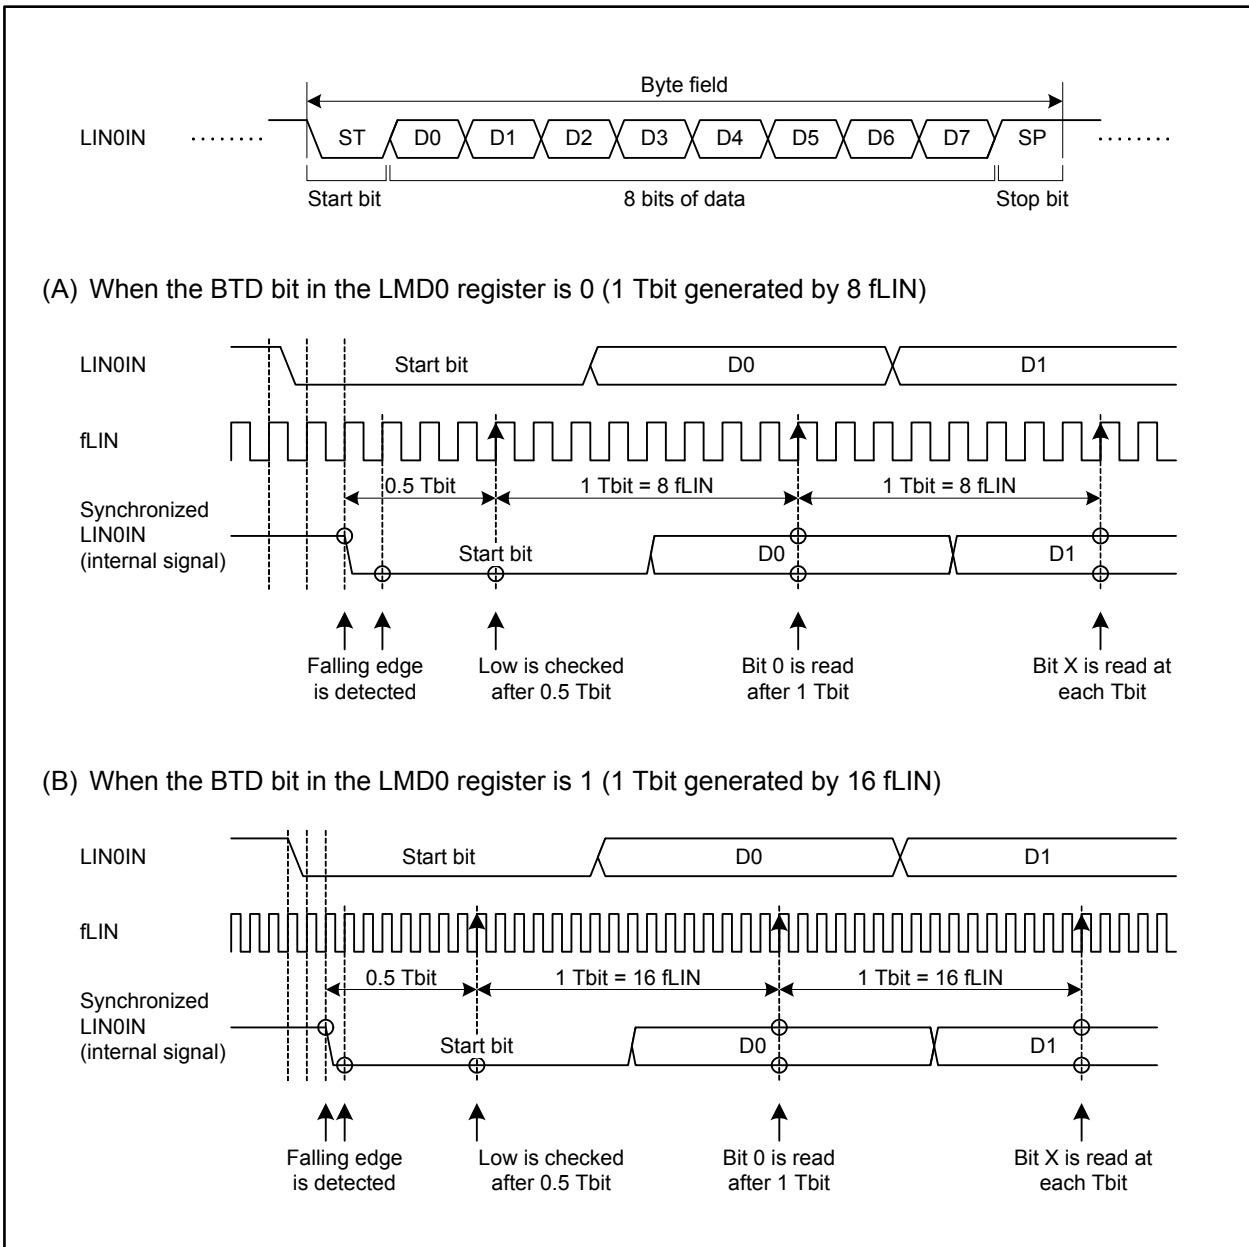 Byte field
LIN0IN ST D0 D1 D2 D3 D4 D5 D6 D7 SP
Start bit 8 bits of data Stop bit
(A) When the BTD bit in the LMD0 register is 0 (1 Tbit generated by 8 fLIN)
LIN0IN Start bit D0 D1
fLIN
0.5 Tbit 1 Tbit = 8 fLIN 1 Tbit = 8 fLIN
Synchronized
LIN0IN
(internal signal) Start bit D0 D1
Falling edge Low is checked Bit 0 is read Bit X is read at
is detected after 0.5 Tbit after 1 Tbit each Tbit
(B) When the BTD bit in the LMD0 register is 1 (1 Tbit generated by 16 fLIN)
LIN0IN Start bit D0 D1
fLIN
0.5 Tbit 1 Tbit = 16 fLIN 1 Tbit = 16 fLIN
Synchronized
LIN0IN
(internal signal) Start bit D0 D1
Falling edge Low is checked Bit 0 is read Bit X is read at
is detected after 0.5 Tbit after 1 Tbit each Tbit